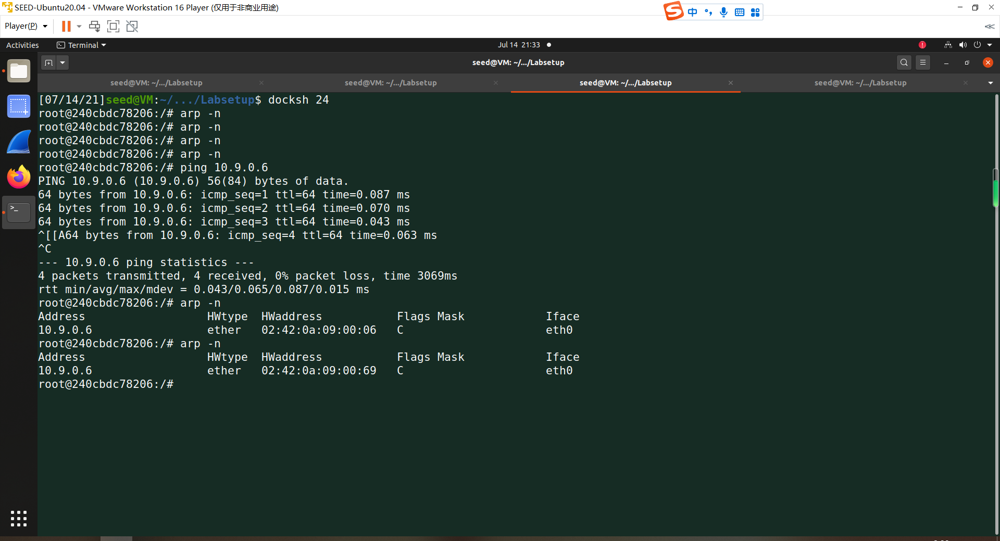 SEED-Ubuntu20.04 - VMware Workstation 16 Player (仅用于非商业用途)
中
Player(P)
Activities
Terminal
Jul 14 21:33
seed@VM: ~/.../Labsetup
seed@VM: ~/.../Labsetup
seed@VM: ~/.../Labsetup
seed@VM: ~/.../Labsetup
seed@VM: ~/.../Labsetup
[07/14/21]seed@VM:~/.../Labsetup$ docksh 24
root@240cbdc78206:/# arp -n
root@240cbdc78206:/# arp -n
root@240cbdc78206:/# arp -n
root@240cbdc78206:/# arp -n
root@240cbdc78206:/# ping 10.9.0.6
PING 10.9.0.6 (10.9.0.6) 56(84) bytes of data.
64 bytes from 10.9.0.6: icmp_seq=1 ttl=64 time=0.087 ms
64 bytes from 10.9.0.6: icmp_seq=2 ttl=64 time=0.070 ms
64 bytes from 10.9.0.6: icmp_seq=3 ttl=64 time=0.043 ms
^[[A64 bytes from 10.9.0.6: icmp_seq=4 ttl=64 time=0.063 ms
^C
--- 10.9.0.6 ping statistics ---
4 packets transmitted, 4 received, 0% packet loss, time 3069ms
rtt min/avg/max/mdev = 0.043/0.065/0.087/0.015 ms
root@240cbdc78206:/# arp -n
Address HWtype HWaddress Flags Mask Iface
10.9.0.6 ether 02:42:0a:09:00:06 C eth0
root@240cbdc78206:/# arp -n
Address HWtype HWaddress Flags Mask Iface
10.9.0.6 ether 02:42:0a:09:00:69 C eth0
root@240cbdc78206:/#